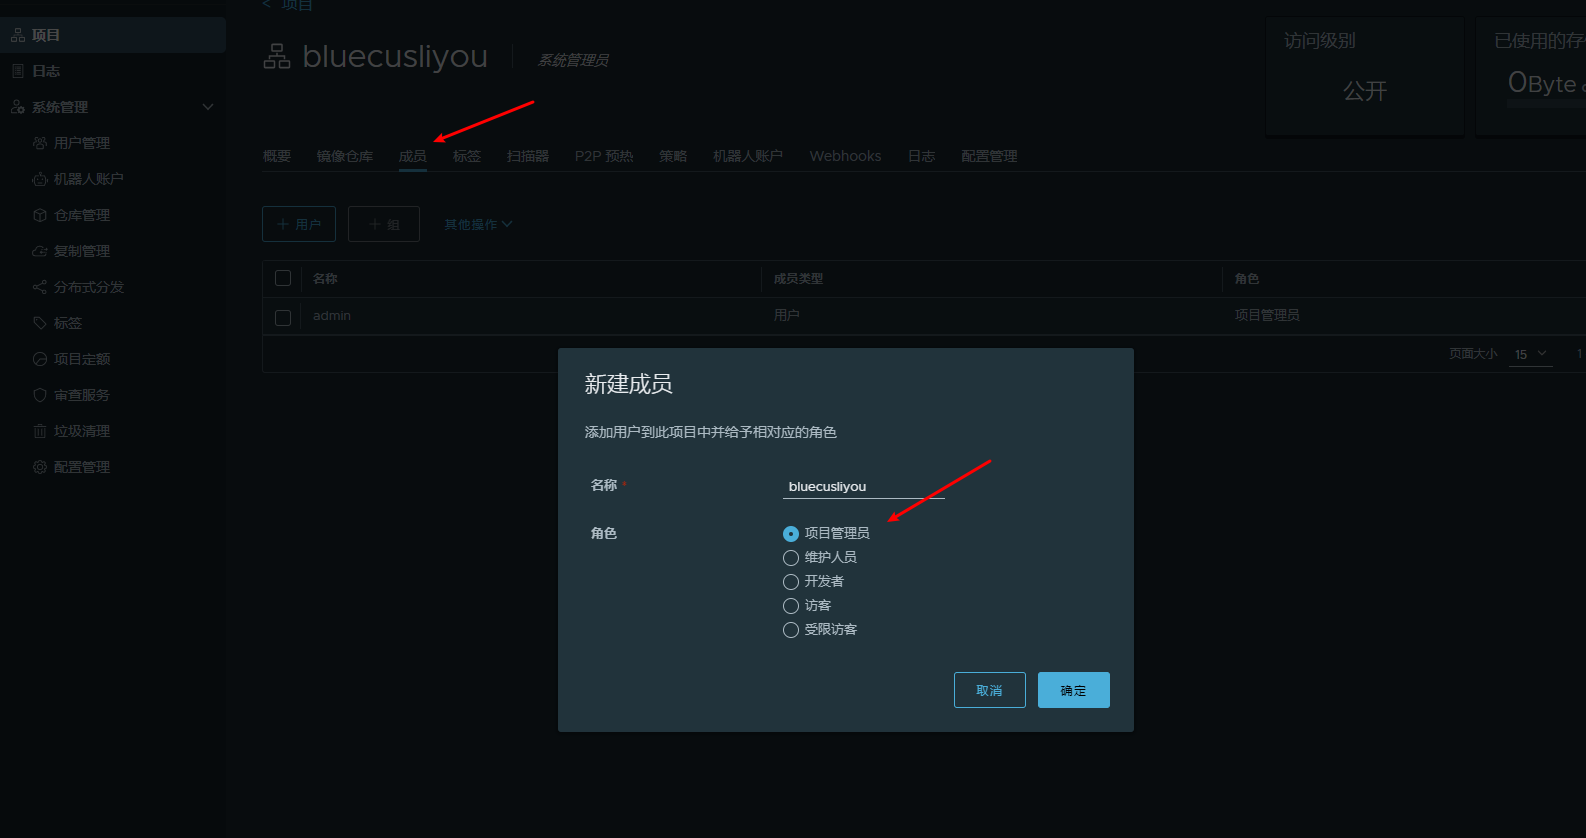 < 项目
项目
日志
系统管理
用户管理
机器人账户
仓库管理
复制管理
分布式分发
标签
项目定额
审查服务
垃圾清理
配置管理
bluecusliyou
系统管理员
访问级别
公开
已使用的存
0Byte
概要 镜像仓库 成员 标签 扫描器 P2P 预热 策略 机器人账户 Webhooks 日志 配置管理
+ 用户 + 组 其他操作
名称 成员类型 角色
admin 用户 项目管理员
页面大小 15 1
新建成员
添加用户到此项目中并给予相对应的角色
名称 * bluecusliyou
角色 项目管理员
维护人员
开发者
访客
受限访客
取消 确定